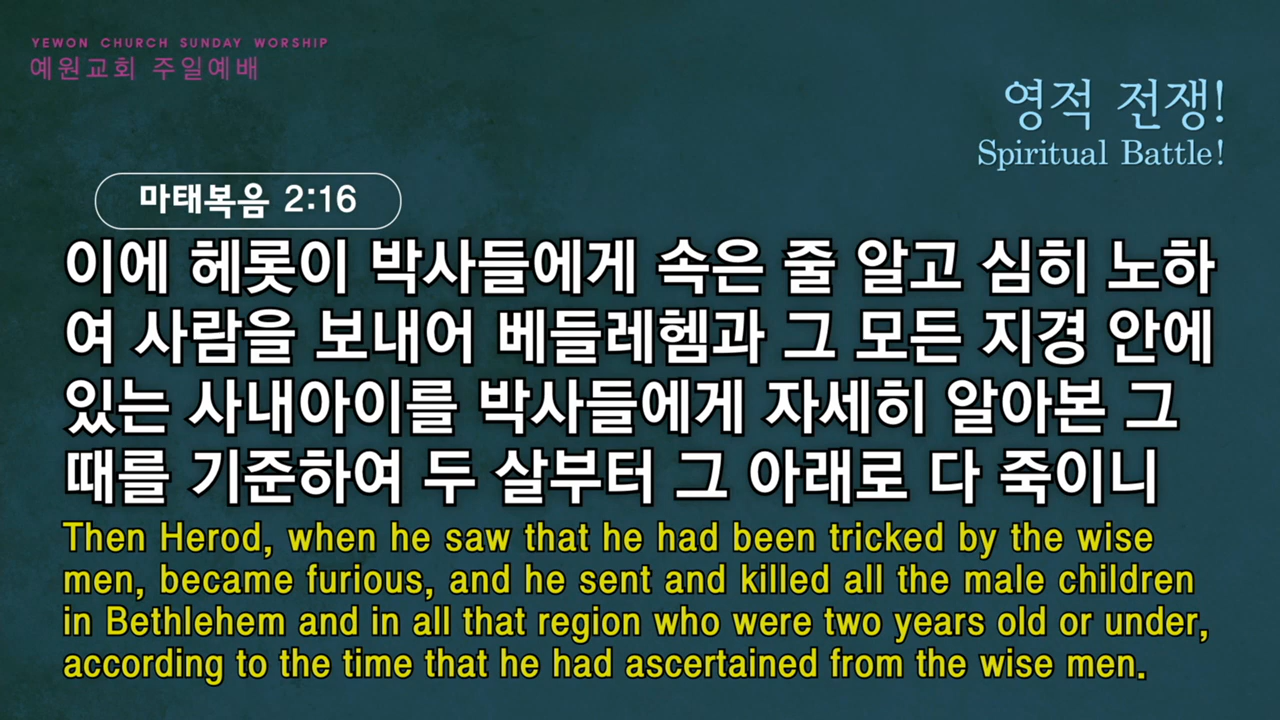 YEWON CHURCH SUNDAY WORSHIP
예원교회 주일예배
영적 전쟁!
Spiritual Battle!
마태복음 2:16
이에 헤롯이 박사들에게 속은 줄 알고 심히 노하
여 사람을 보내어 베들레헴과 그 모든 지경 안에
있는 사내아이를 박사들에게 자세히 알아본 그
때를 기준하여 두 살부터 그 아래로 다 죽이니
Then Herod, when he saw that he had been tricked by the wise
men, became furious, and he sent and killed all the male children
in Bethlehem and in all that region who were two years old or under,
according to the time that he had ascertained from the wise men.